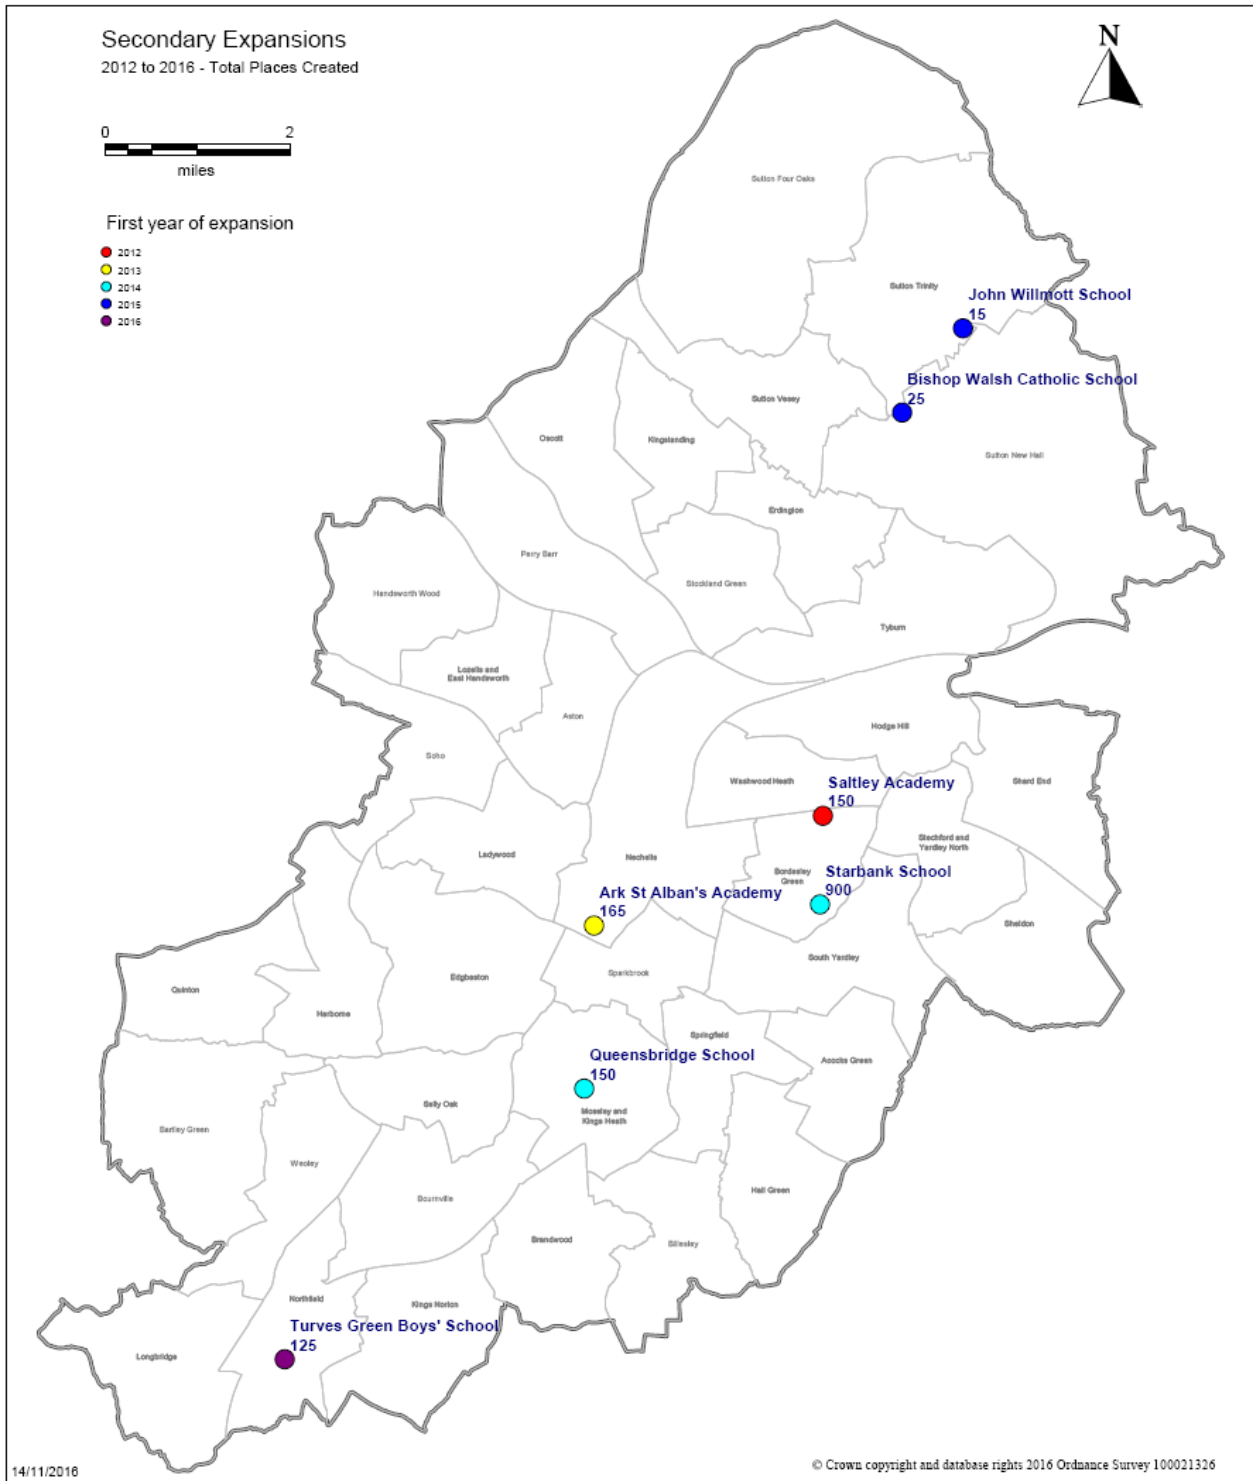 Secondary Expansions
2012 to 2016 - Total Places Created
N
0 2
miles
First year of expansion
2012
2013
2014
2015
2016
Sutton Four Oaks
Sutton Trinity
John Willmott School
15
Bishop Walsh Catholic School
25
Sutton Vesey
Oscott
Kingstanding
Sutton New Hall
Erdington
Perry Barr
Stockland Green
Handsworth Wood
Tyburn
Lozells and
East Handsworth
Aston
Hodge Hill
Soho
Washwood Heath
Shard End
Saltley Academy
150
Stechford and
Yardley North
Ladywood
Nechells
Bordesley
Green
Starbank School
900
Ark St Alban's Academy
165
Sheldon
South Yardley
Sparkbrook
Edgbaston
Quinton
Harborne
Springfield
Acocks Green
Queensbridge School
150
Moseley and
Kings Heath
Selly Oak
Bartley Green
Weoley
Bournville
Hall Green
Brandwood
Billesley
Northfield
Kings Norton
Turves Green Boys' School
125
Longbridge
14/11/2016
© Crown copyright and database rights 2016 Ordnance Survey 100021326